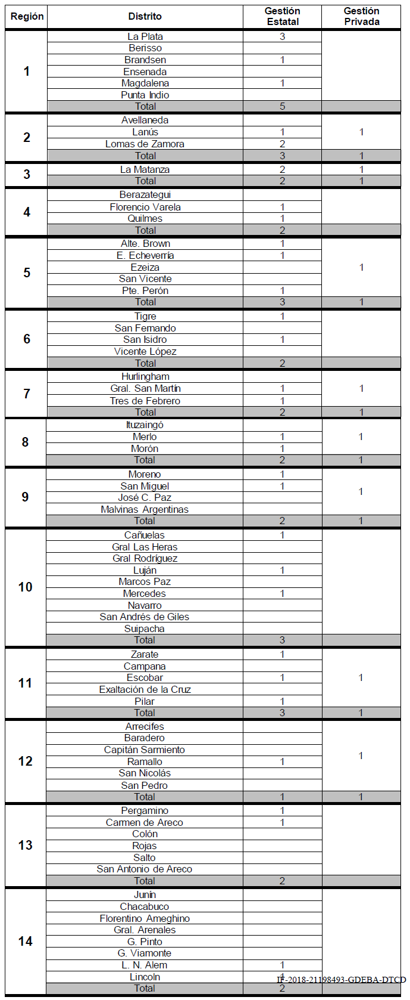 Región Distrito Gestión Estatal Gestión Privada
1
La Plata 3
Berisso
Brandsen 1
Ensenada
Magdalena 1
Punta Indio
Total 5
2
Avellaneda
Lanús 1 1
Lomas de Zamora 2
Total 3 1
3
La Matanza 2 1
Total 2 1
4
Berazategui
Florencio Varela 1
Quilmes 1
Total 2
5
Alte. Brown 1
E. Echeverría 1
Ezeiza 1
San Vicente
Pte. Perón 1
Total 3 1
6
Tigre 1
San Fernando
San Isidro 1
Vicente López
Total 2
7
Hurlingham
Gral. San Martín 1 1
Tres de Febrero 1
Total 2 1
8
Ituzaingó
Merlo 1 1
Morón 1
Total 2 1
9
Moreno 1
San Miguel 1 1
José C. Paz
Malvinas Argentinas
Total 2 1
10
Cañuelas 1
Gral Las Heras
Gral Rodríguez
Luján 1
Marcos Paz
Mercedes 1
Navarro
San Andrés de Giles
Suipacha
Total 3
11
Zarate 1
Campana
Escobar 1 1
Exaltación de la Cruz
Pilar 1
Total 3 1
12
Arrecifes
Baradero
Capitán Sarmiento 1
Ramallo 1
San Nicolás
San Pedro
Total 1 1
13
Pergamino 1
Carmen de Areco 1
Colón
Rojas
Salto
San Antonio de Areco
Total 2
14
Junín
Chacabuco
Florentino Ameghino
Gral. Arenales
G. Pinto
G. Viamonte
L. N. Alem 1
Lincoln 1
IF-2018-21198493-GDEBA-DTCD
Total 2